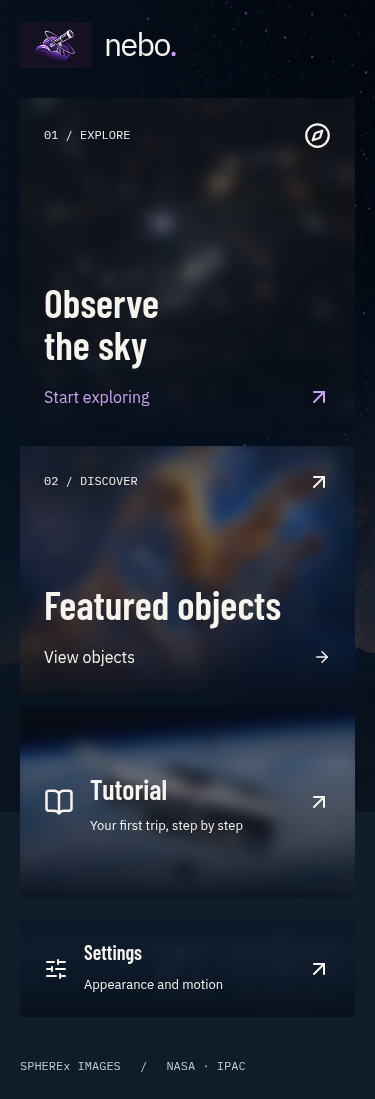 nebo.
01 / EXPLORE
Observe
the sky
Start exploring
02 / DISCOVER
Featured objects
View objects
Tutorial
Your first trip, step by step
Settings
Appearance and motion
SPHEREx IMAGES / NASA · IPAC